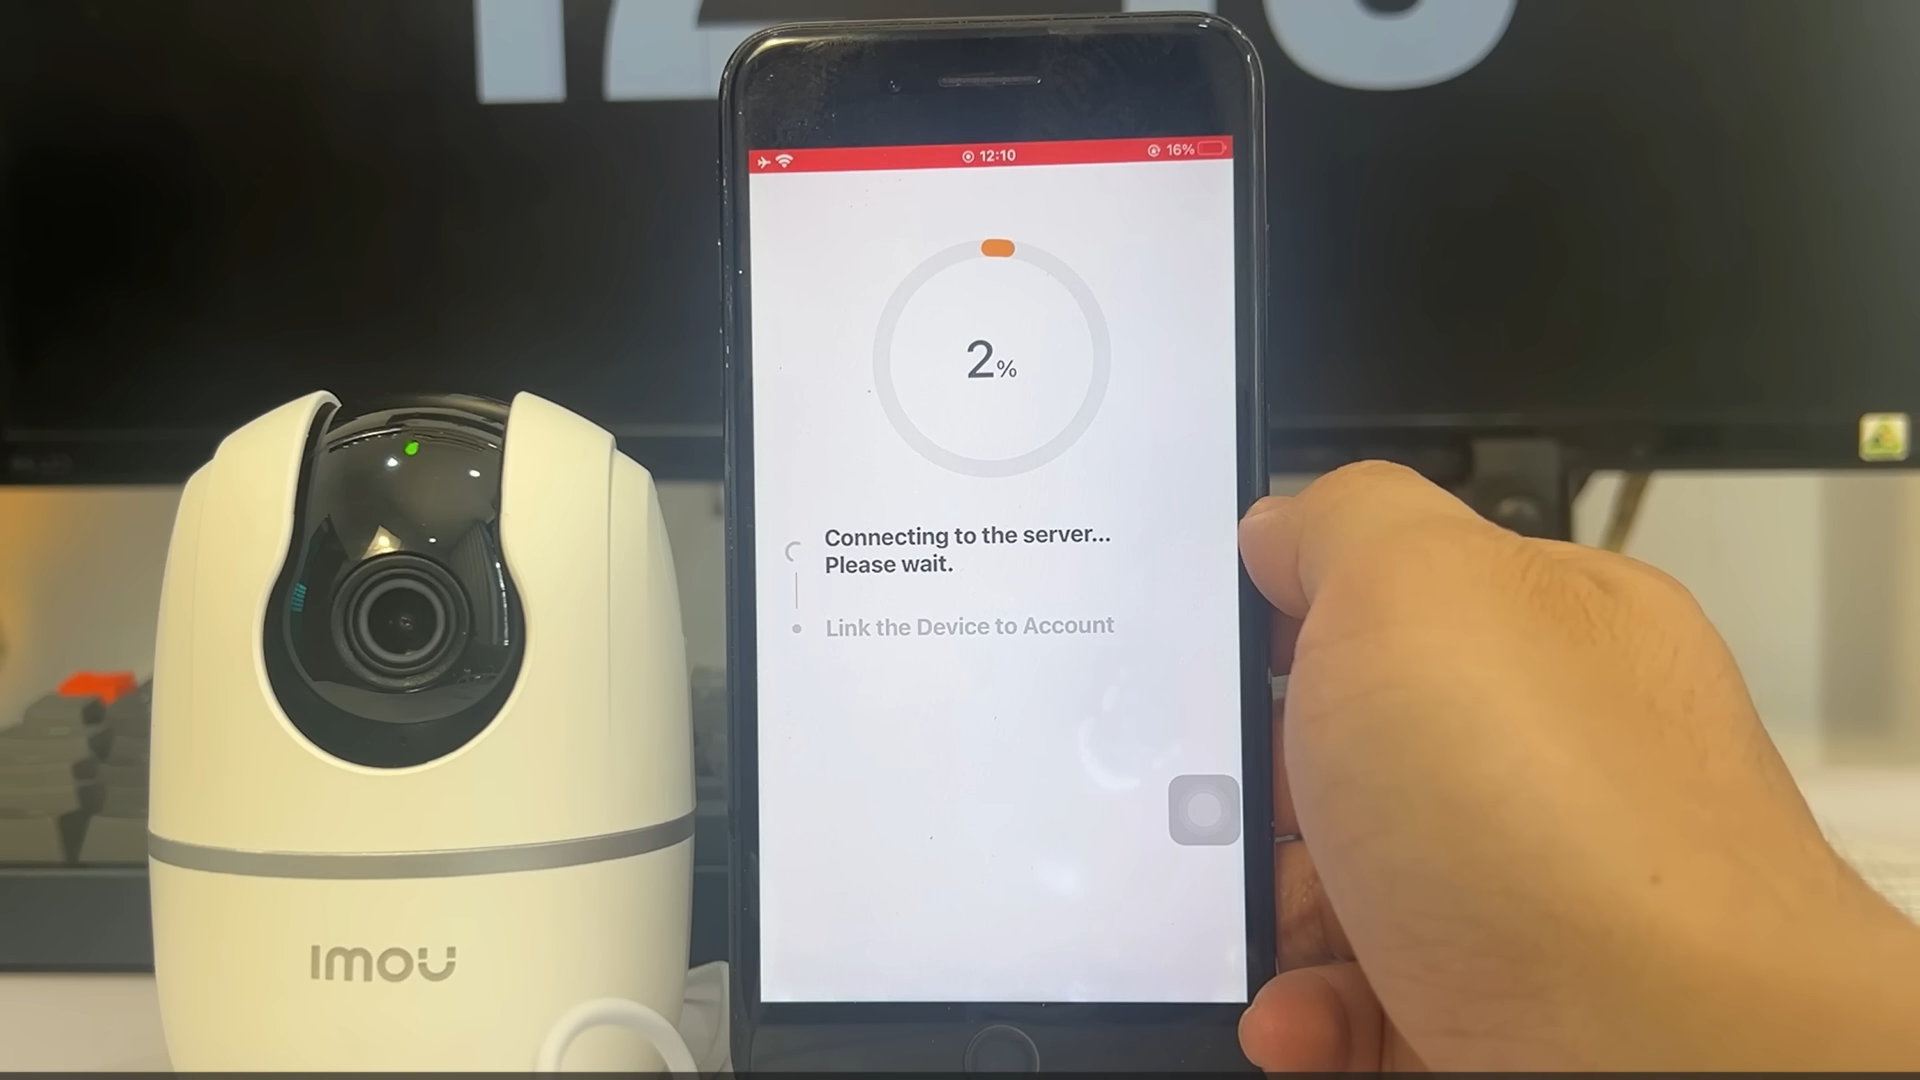 12:10
16%
2%
Connecting to the server...
Please wait.
Link the Device to Account
imou